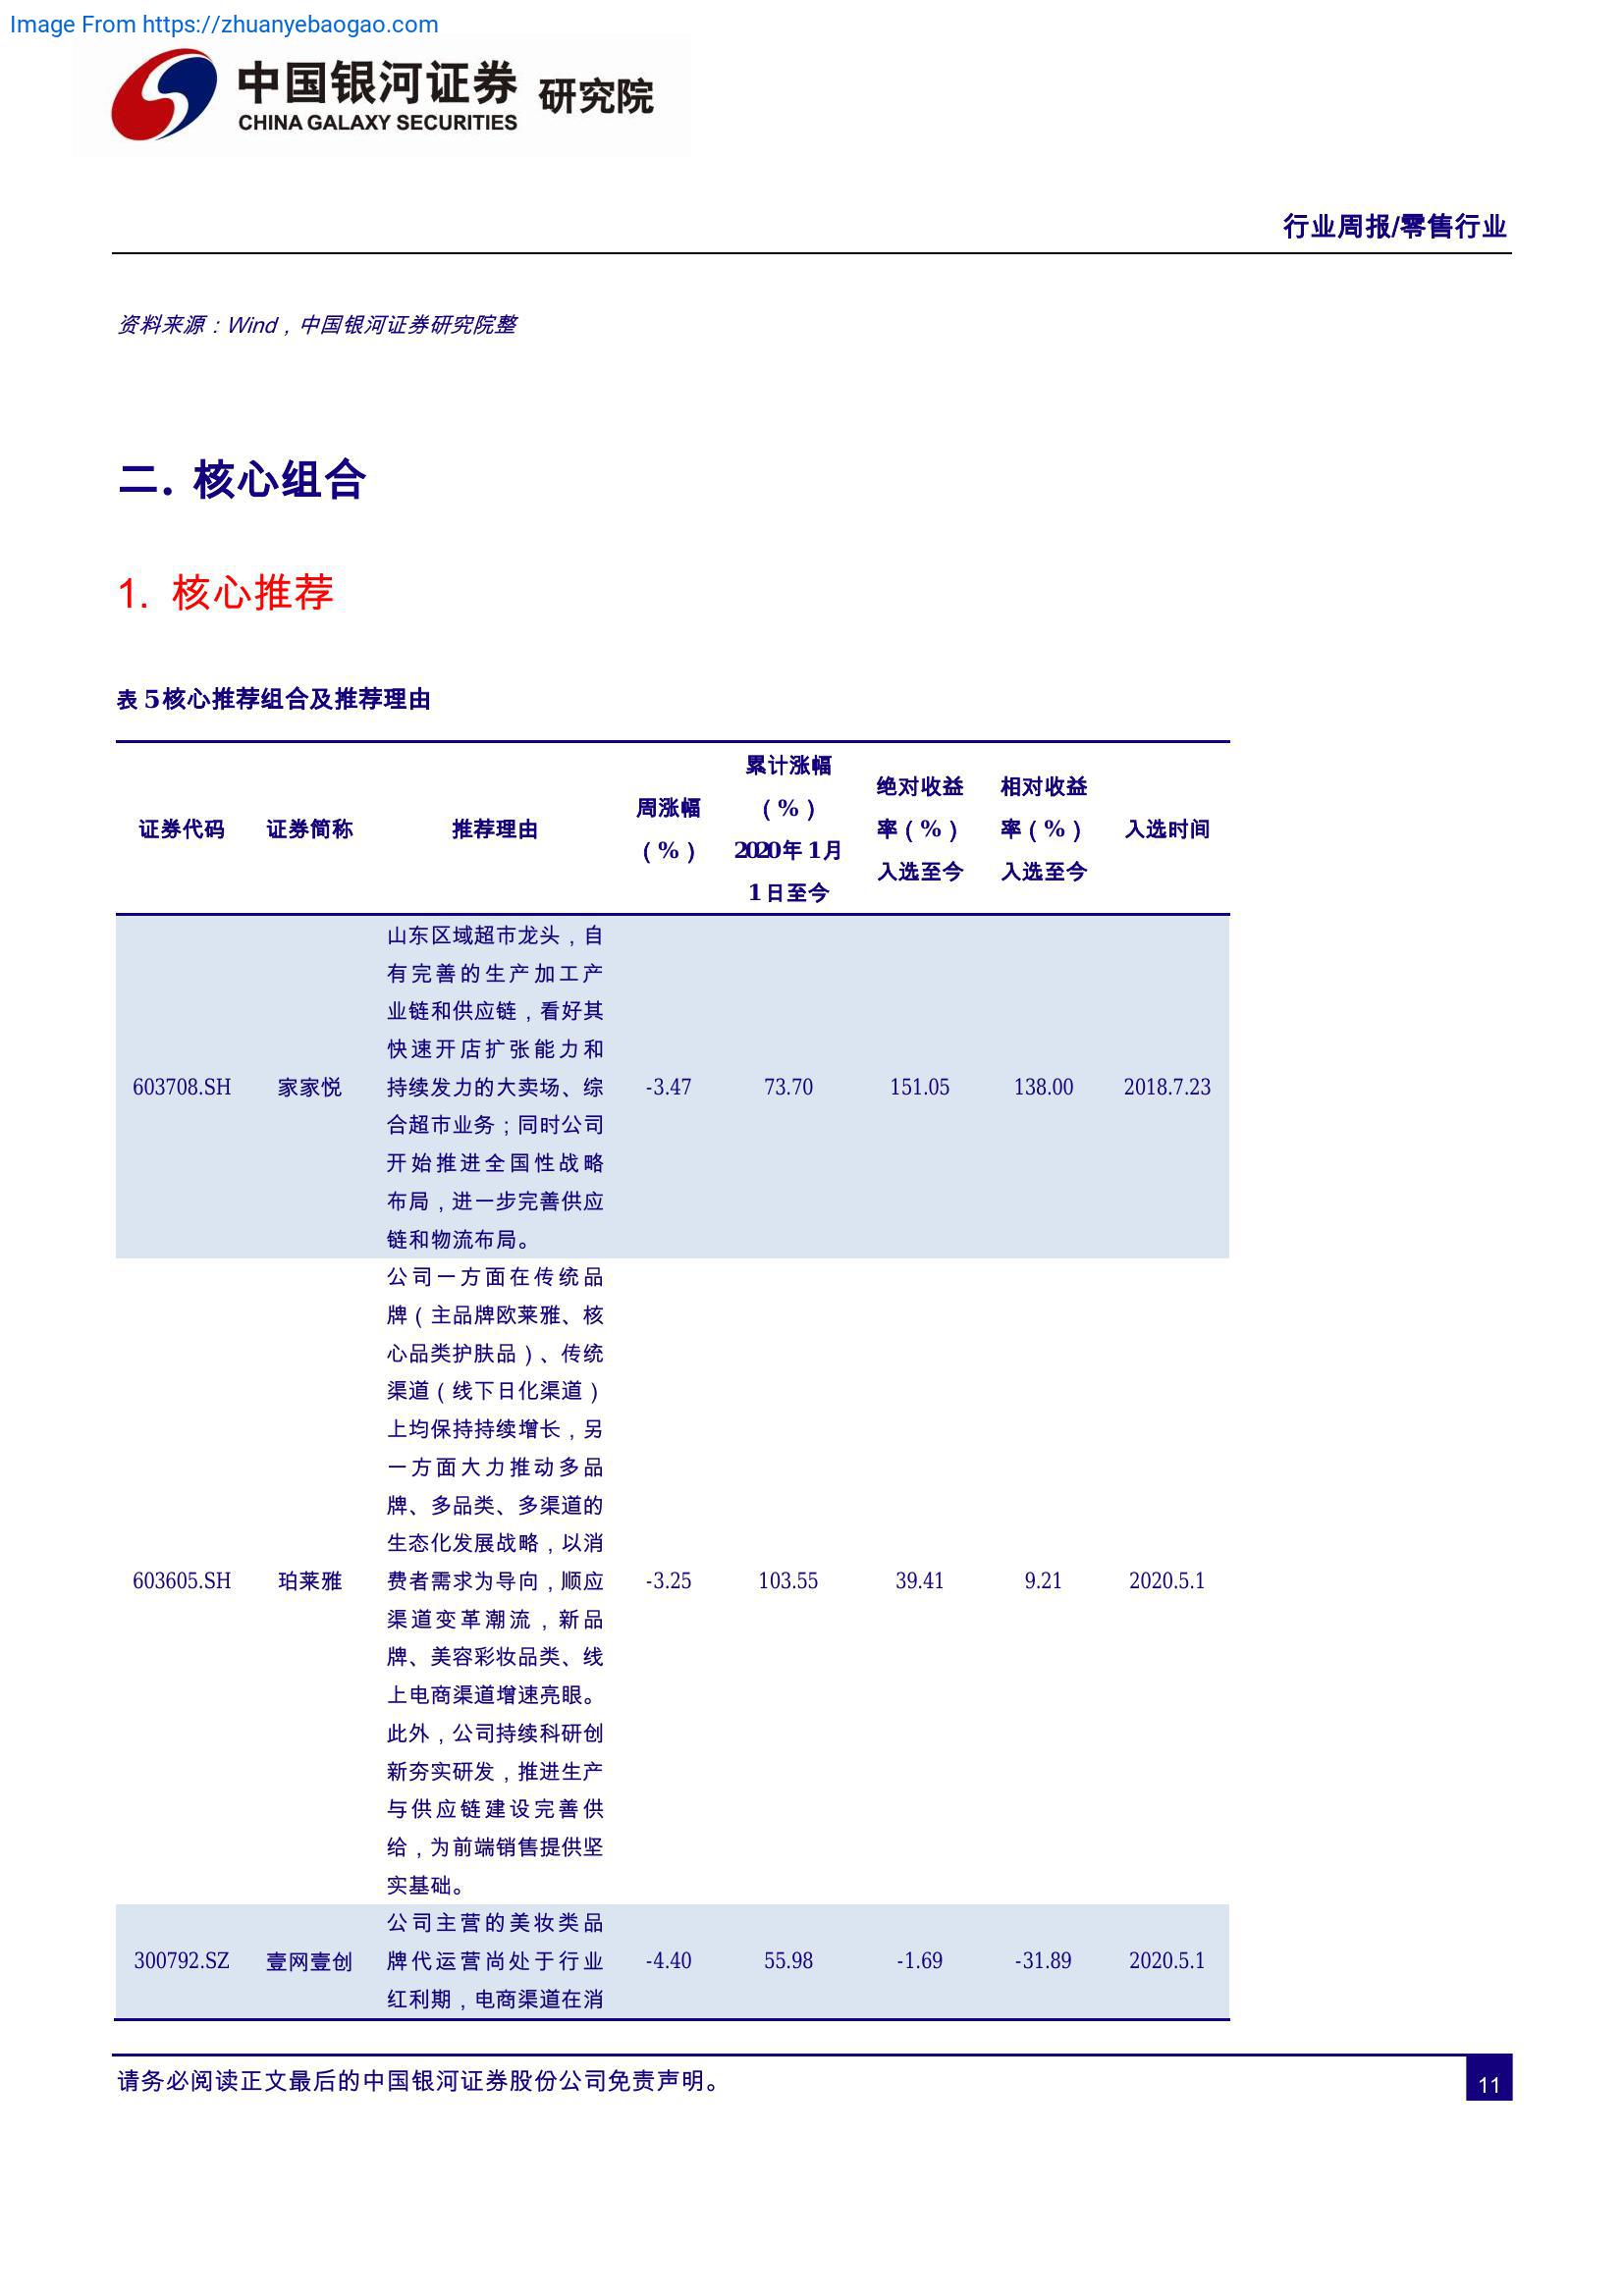 Image From https://zhuanyebaogao.com
中国银河证券 研究院
CHINA GALAXY SECURITIES
行业周报/零售行业
资料来源：Wind，中国银河证券研究院整
二. 核心组合
1. 核心推荐
表 5 核心推荐组合及推荐理由
证券代码 证券简称 推荐理由 周涨幅（%） 累计涨幅（%）2020年1月1日至今 绝对收益率（%）入选至今 相对收益率（%）入选至今 入选时间
山东区域超市龙头，自
有完善的生产加工产
业链和供应链，看好其
快速开店扩张能力和
603708.SH 家家悦 持续发力的大卖场、综 -3.47 73.70 151.05 138.00 2018.7.23
合超市业务；同时公司
开始推进全国性战略
布局，进一步完善供应
链和物流布局。
公司一方面在传统品
牌（主品牌欧莱雅、核
心品类护肤品）、传统
渠道（线下日化渠道）
上均保持持续增长，另
一方面大力推动多品
牌、多品类、多渠道的
生态化发展战略，以消
603605.SH 珀莱雅 费者需求为导向，顺应 -3.25 103.55 39.41 9.21 2020.5.1
渠道变革潮流，新品
牌、美容彩妆品类、线
上电商渠道增速亮眼。
此外，公司持续科研创
新夯实研发，推进生产
与供应链建设完善供
给，为前端销售提供坚
实基础。
公司主营的美妆类品
300792.SZ 壹网壹创 牌代运营尚处于行业 -4.40 55.98 -1.69 -31.89 2020.5.1
红利期，电商渠道在消
请务必阅读正文最后的中国银河证券股份公司免责声明。
11